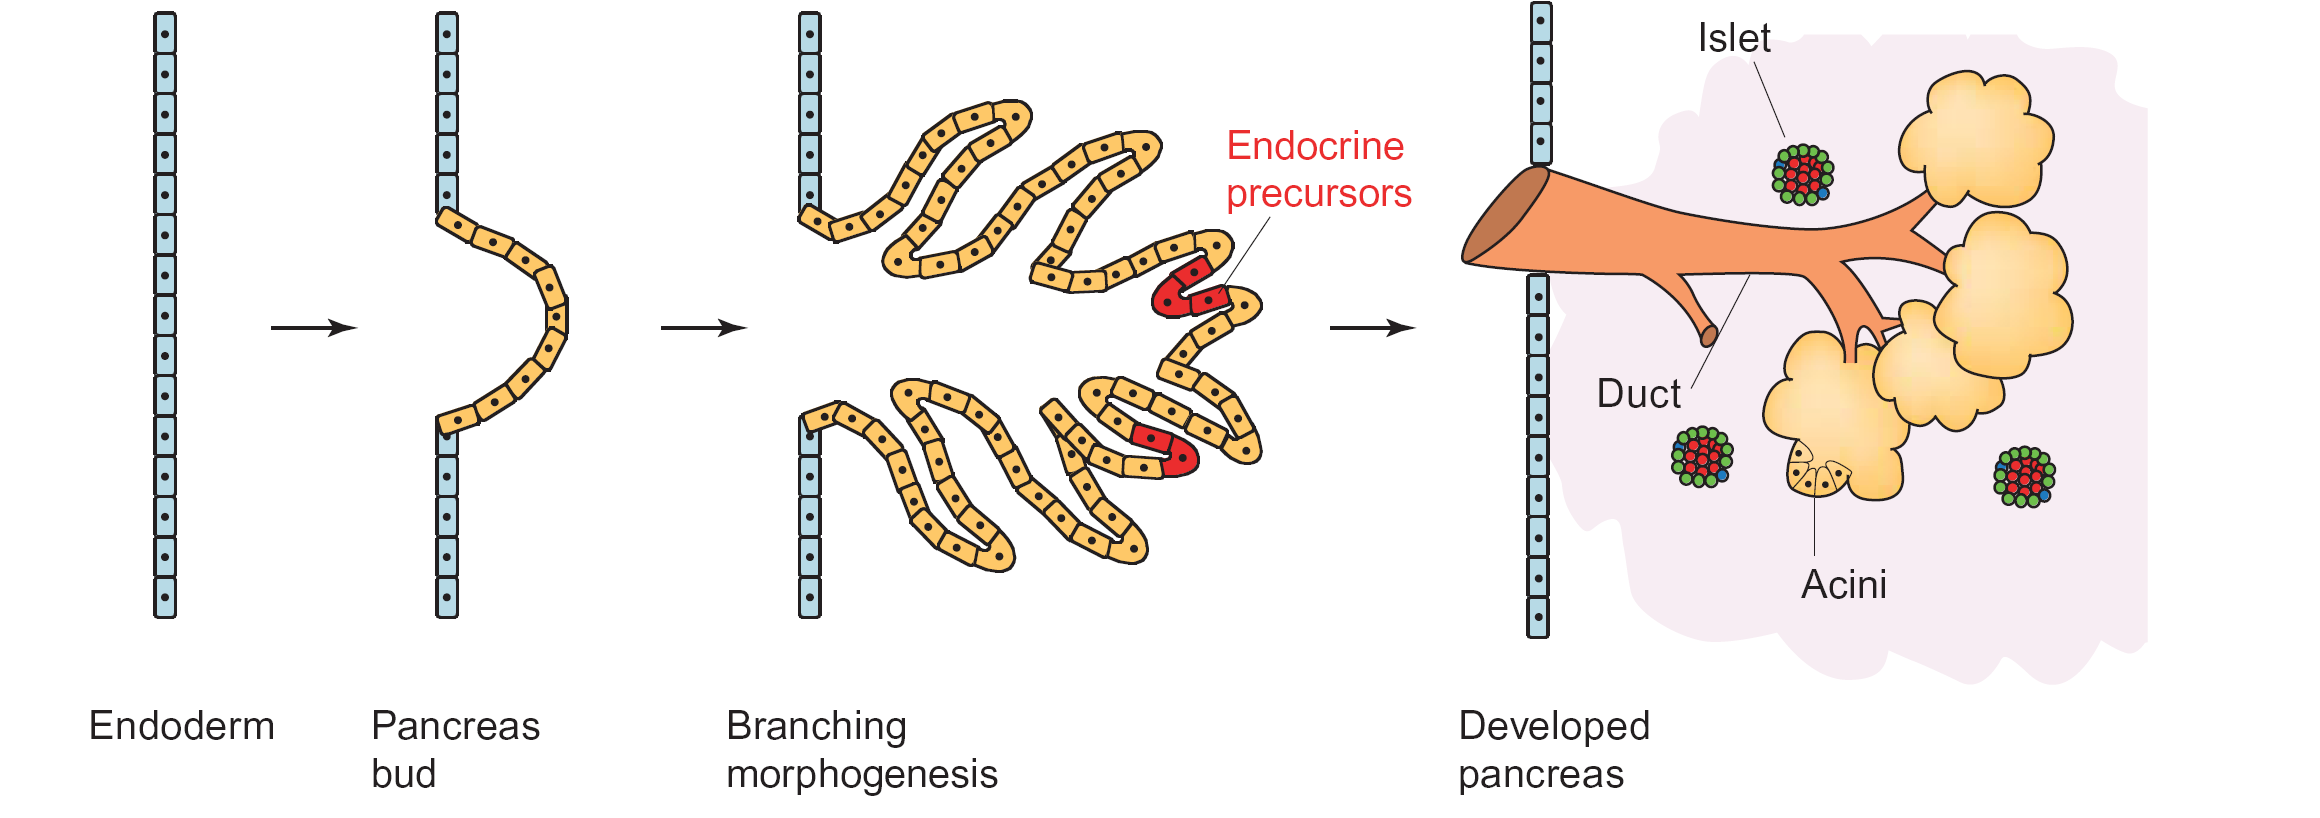 Islet
Endocrine
precursors
Duct
Acini
Endoderm
Pancreas
bud
Branching
morphogenesis
Developed
pancreas